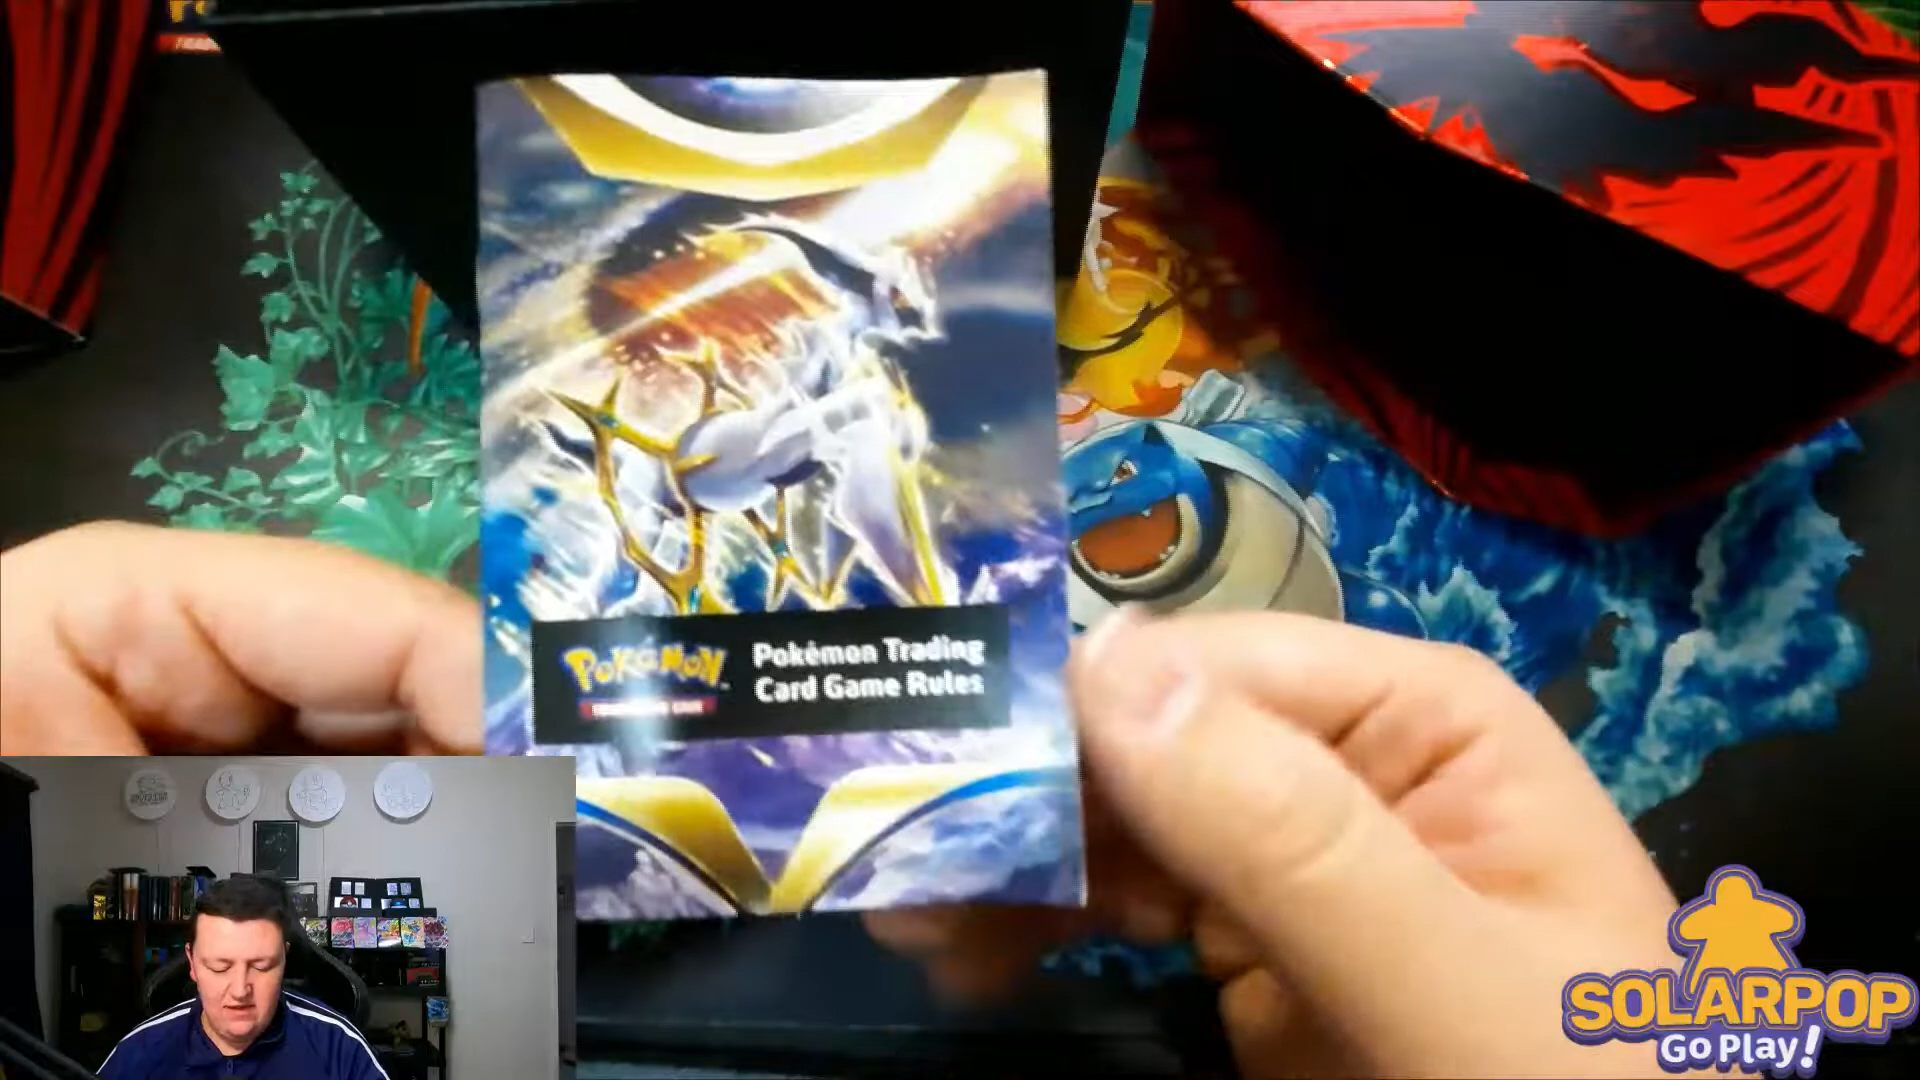 POKéMON
Pokémon Trading
Card Game Rules
SOLARPOP
Go Play!